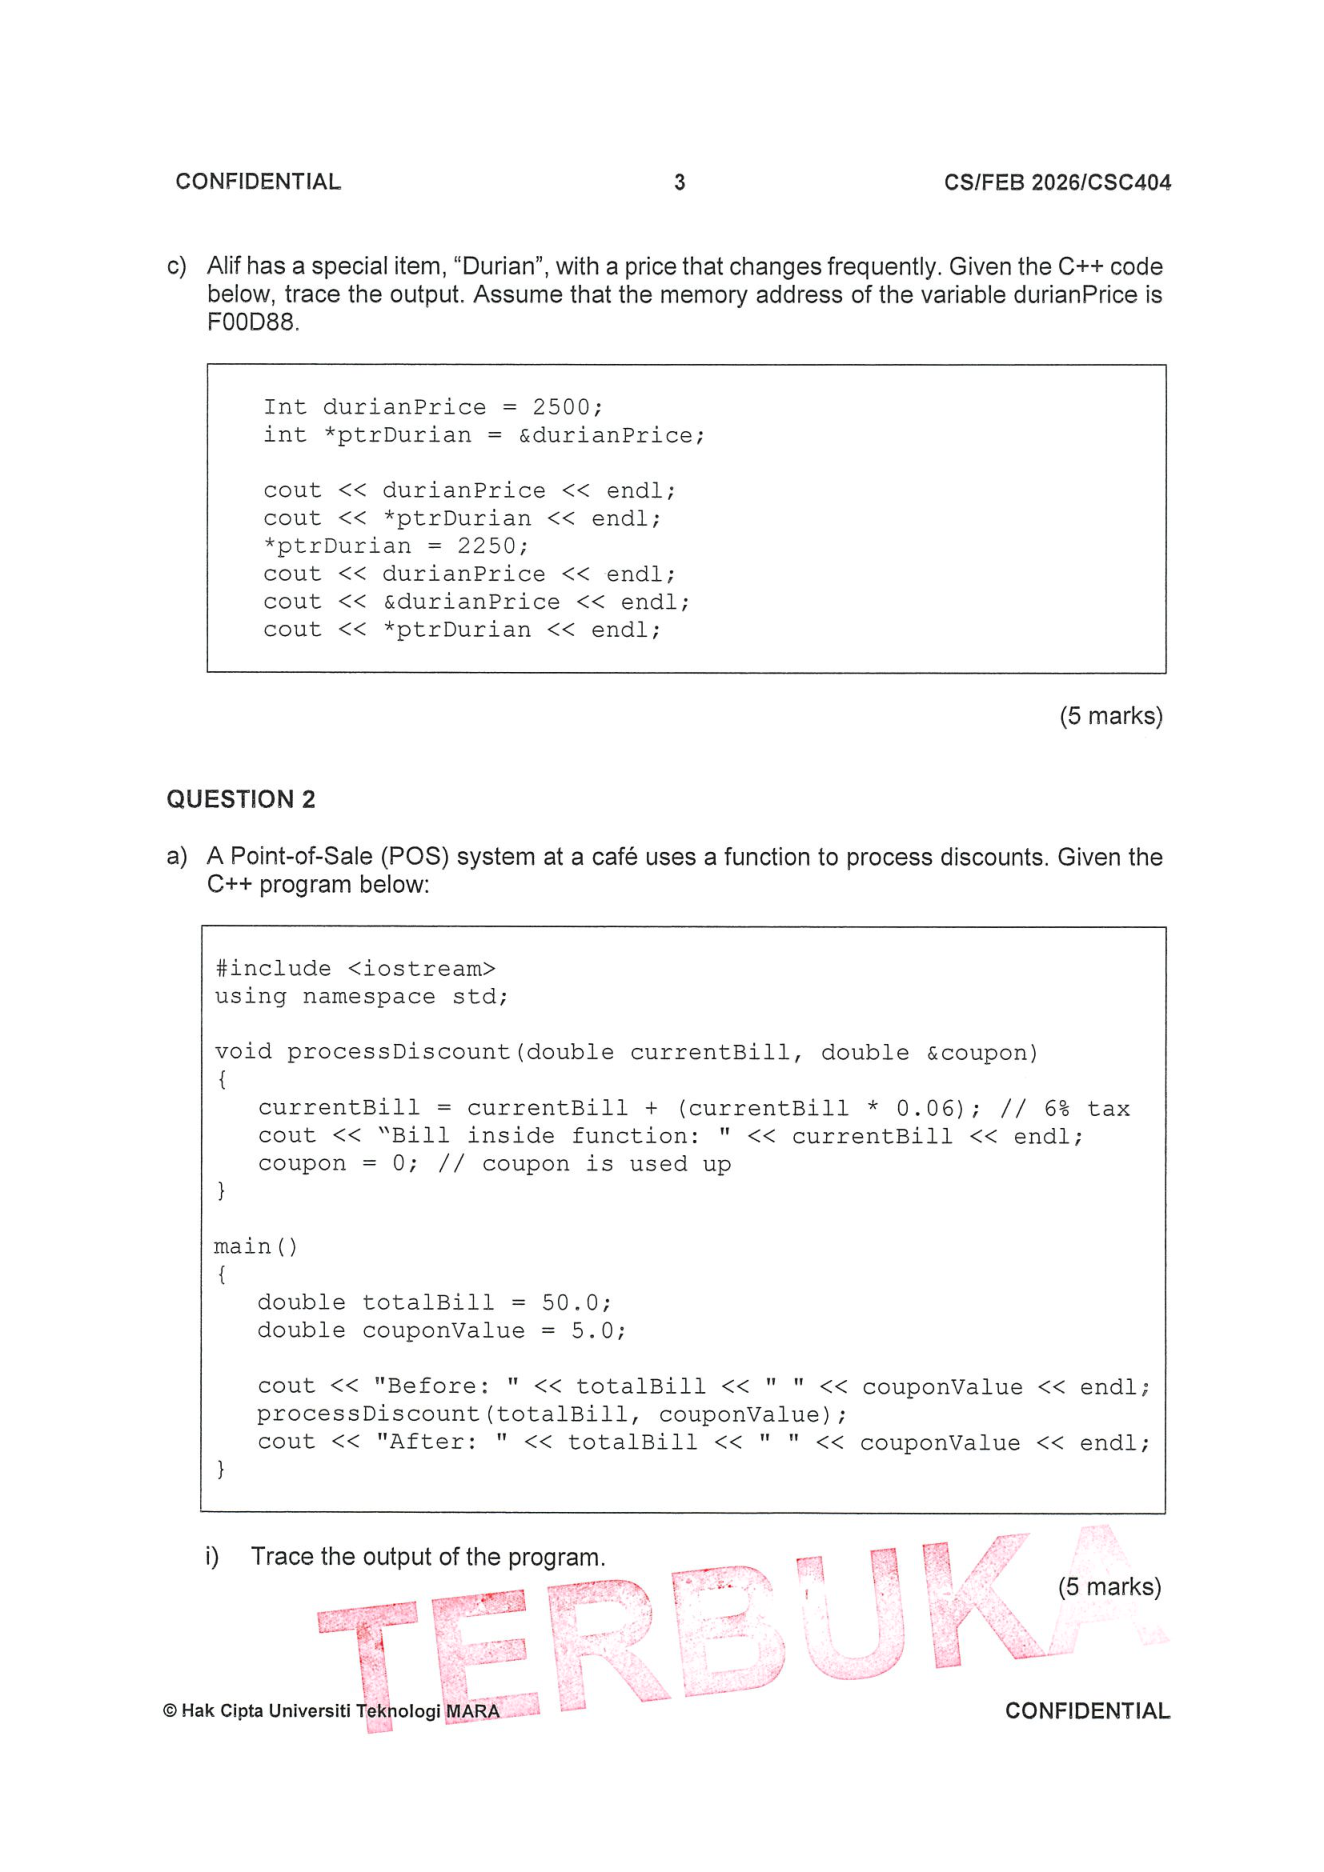 CONFIDENTIAL 3 CS/FEB 2026/CSC404
c) Alif has a special item, “Durian”, with a price that changes frequently. Given the C++ code
below, trace the output. Assume that the memory address of the variable durianPrice is
F00D88.
Int durianPrice = 2500;
int *ptrDurian = &durianPrice;
cout << durianPrice << endl;
cout << *ptrDurian << endl;
*ptrDurian = 2250;
cout << durianPrice << endl;
cout << &durianPrice << endl;
cout << *ptrDurian << endl;
(5 marks)
QUESTION 2
a) A Point-of-Sale (POS) system at a café uses a function to process discounts. Given the
C++ program below:
#include <iostream>
using namespace std;
void processDiscount(double currentBill, double &coupon)
{
currentBill = currentBill + (currentBill * 0.06); // 6% tax
cout << “Bill inside function: " << currentBill << endl;
coupon = 0; // coupon is used up
}
main()
{
double totalBill = 50.0;
double couponValue = 5.0;
cout << "Before: " << totalBill << " " << couponValue << endl;
processDiscount(totalBill, couponValue);
cout << "After: " << totalBill << " " << couponValue << endl;
}
i) Trace the output of the program.
(5 marks)
TERBUKA
© Hak Cipta Universiti Teknologi MARA CONFIDENTIAL